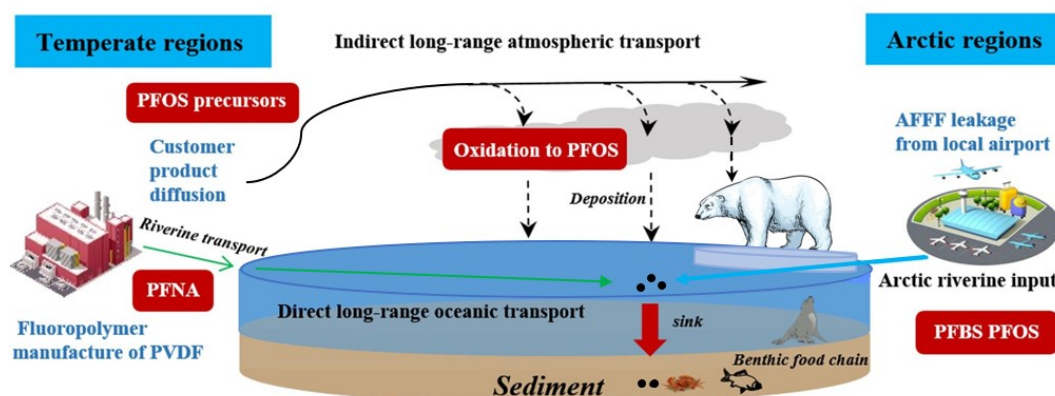 Temperate regions
Indirect long-range atmospheric transport
Arctic regions
PFOS precursors
Customer
product
diffusion
Oxidation to PFOS
AFFF leakage
from local airport
Deposition
Riverine transport
PFNA
Direct long-range oceanic transport
sink
Arctic riverine input
Fluoropolymer
manufacture of PVDF
PFBS PFOS
Benthic food chain
Sediment